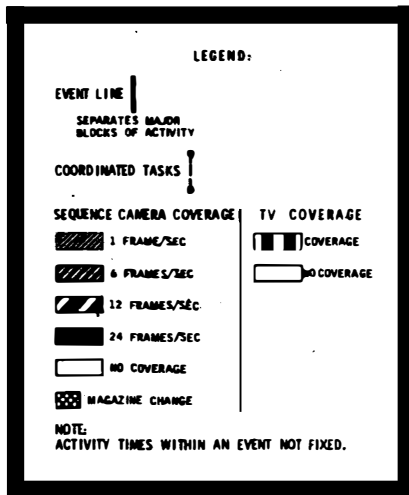 LEGEND:
EVENT LINE
SEPARATES MAJOR
BLOCKS OF ACTIVITY
COORDINATED TASKS
SEQUENCE CAMERA COVERAGE
1 FRAME/SEC
6 FRAMES/SEC
12 FRAMES/SEC
24 FRAMES/SEC
NO COVERAGE
MAGAZINE CHANGE
TV COVERAGE
COVERAGE
NO COVERAGE
NOTE:
ACTIVITY TIMES WITHIN AN EVENT NOT FIXED.